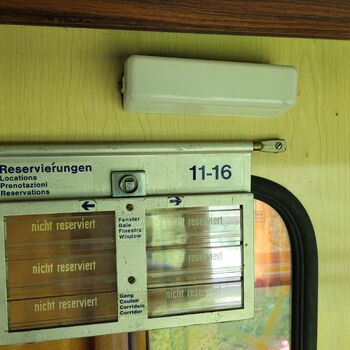 Reservierungen
Locations
Prenotazioni
Reservations
11-16
← →
Fenster
Baie
Finestra
Window
nicht reserviert
nicht reserviert
nicht reserviert
nicht reserviert
nicht reserviert
nicht reserviert
Gang
Couloir
Corridoio
Corridor